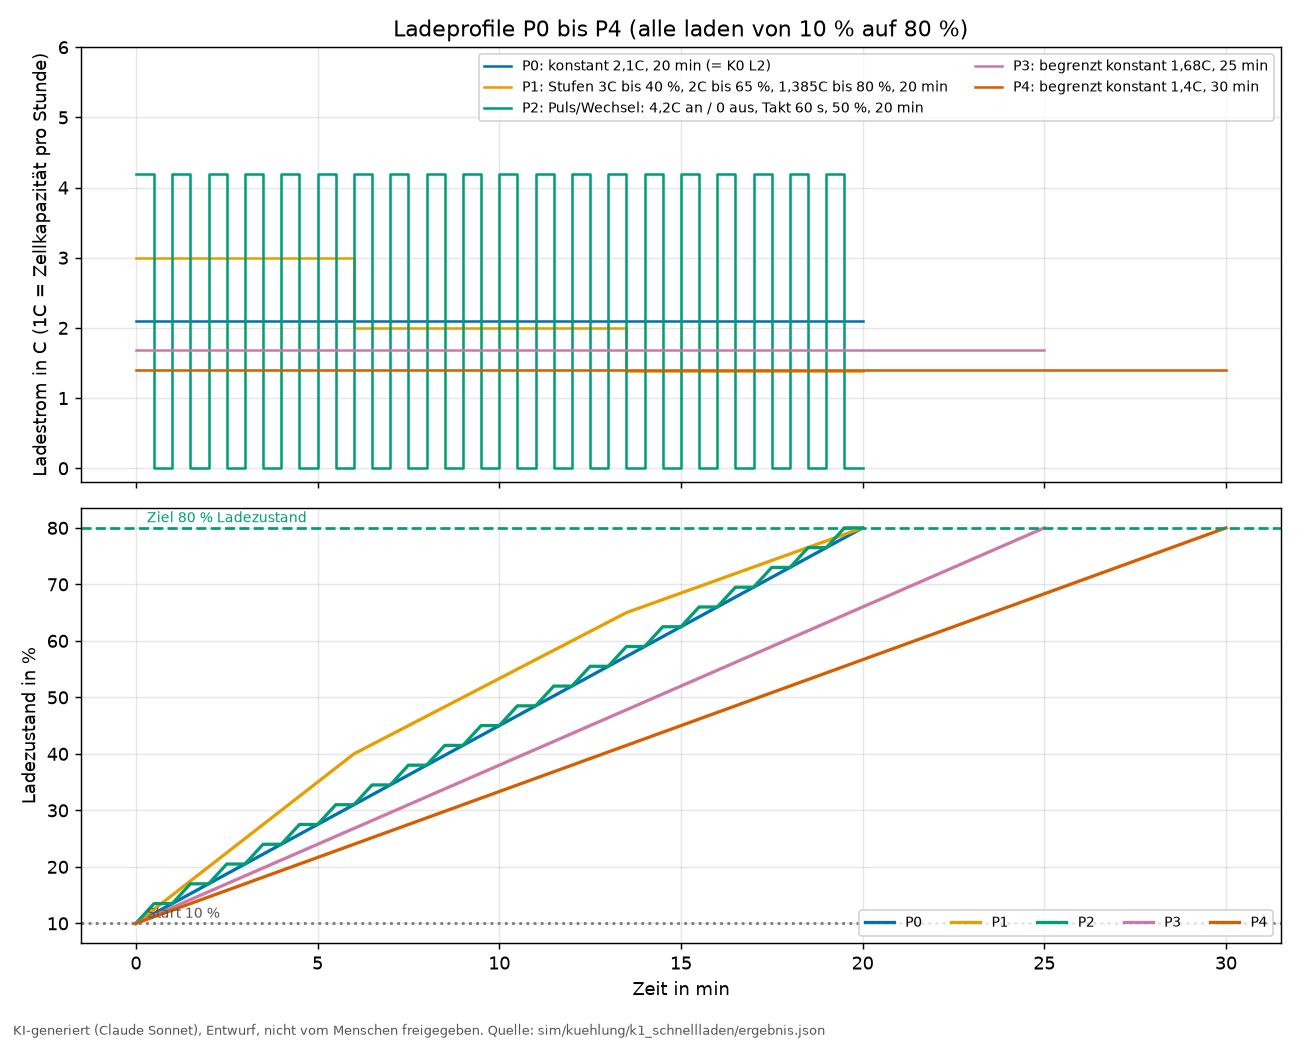 Ladeprofile P0 bis P4 (alle laden von 10 % auf 80 %)
Ladestrom in C (1C = Zellkapazität pro Stunde)
6
5
4
3
2
1
0
P0: konstant 2,1C, 20 min (= K0 L2)
P1: Stufen 3C bis 40 %, 2C bis 65 %, 1,385C bis 80 %, 20 min
P2: Puls/Wechsel: 4,2C an / 0 aus, Takt 60 s, 50 %, 20 min
P3: begrenzt konstant 1,68C, 25 min
P4: begrenzt konstant 1,4C, 30 min
Ladezustand in %
80
70
60
50
40
30
20
10
Ziel 80 % Ladezustand
Start 10 %
P0 P1 P2 P3 P4
0 5 10 15 20 25 30
Zeit in min
KI-generiert (Claude Sonnet), Entwurf, nicht vom Menschen freigegeben. Quelle: sim/kuehlung/k1_schnellladen/ergebnis.json